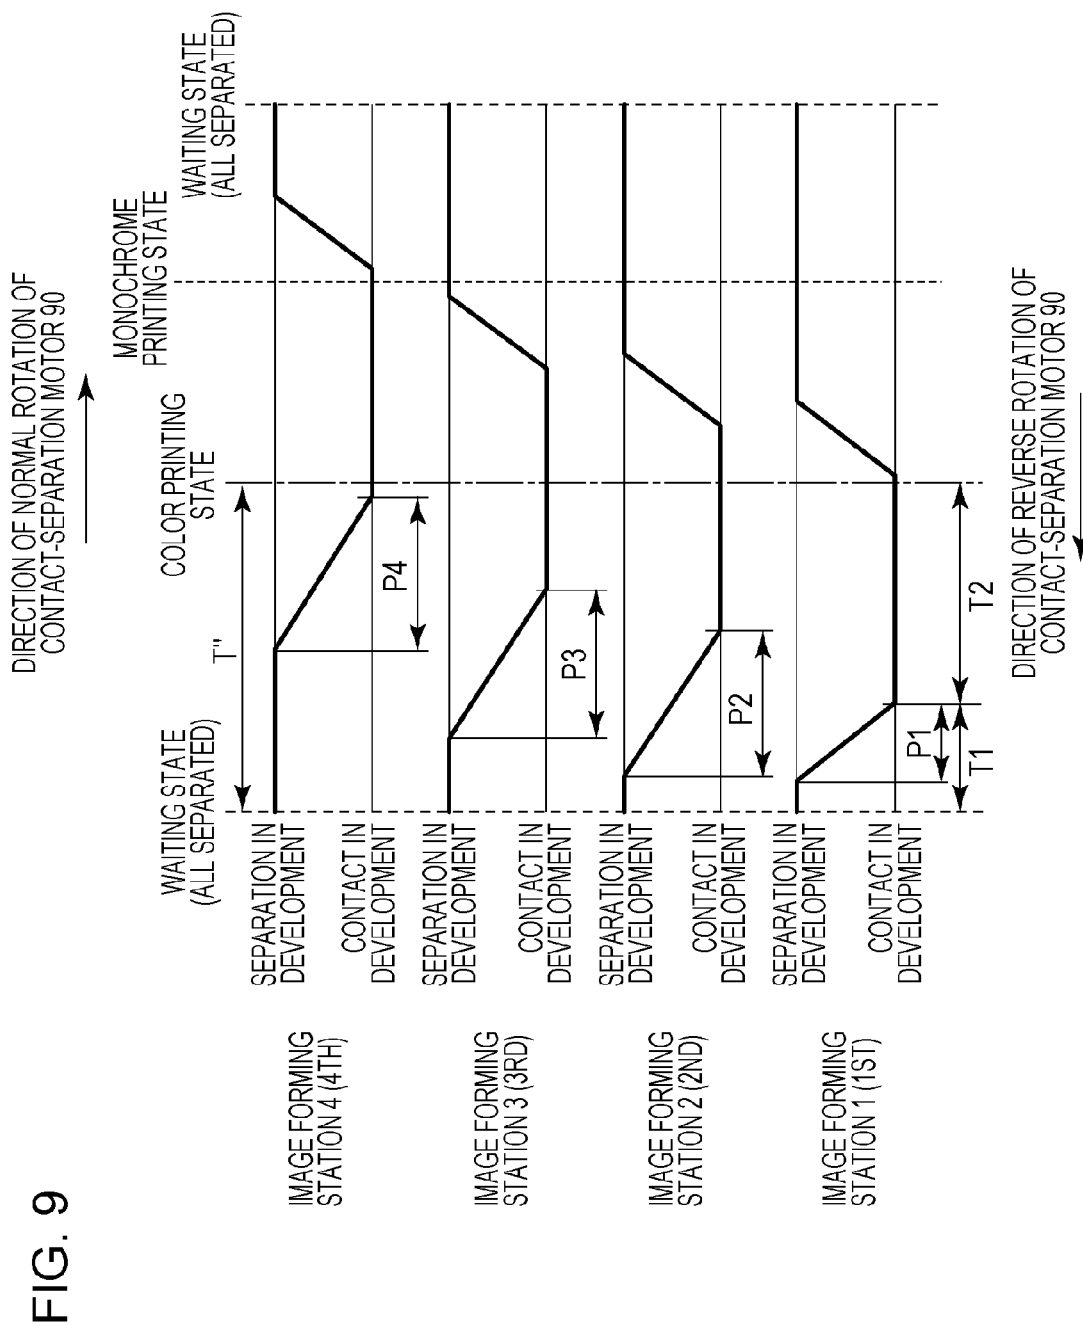 FIG. 9
DIRECTION OF NORMAL ROTATION OF
CONTACT-SEPARATION MOTOR 90
WAITING STATE
(ALL SEPARATED)
COLOR PRINTING
STATE
MONOCHROME
PRINTING STATE
WAITING STATE
(ALL SEPARATED)
T"
IMAGE FORMING
STATION 4 (4TH)
SEPARATION IN
DEVELOPMENT
CONTACT IN
DEVELOPMENT
P4
IMAGE FORMING
STATION 3 (3RD)
SEPARATION IN
DEVELOPMENT
CONTACT IN
DEVELOPMENT
P3
IMAGE FORMING
STATION 2 (2ND)
SEPARATION IN
DEVELOPMENT
CONTACT IN
DEVELOPMENT
P2
IMAGE FORMING
STATION 1 (1ST)
SEPARATION IN
DEVELOPMENT
CONTACT IN
DEVELOPMENT
P1
T1
T2
DIRECTION OF REVERSE ROTATION OF
CONTACT-SEPARATION MOTOR 90